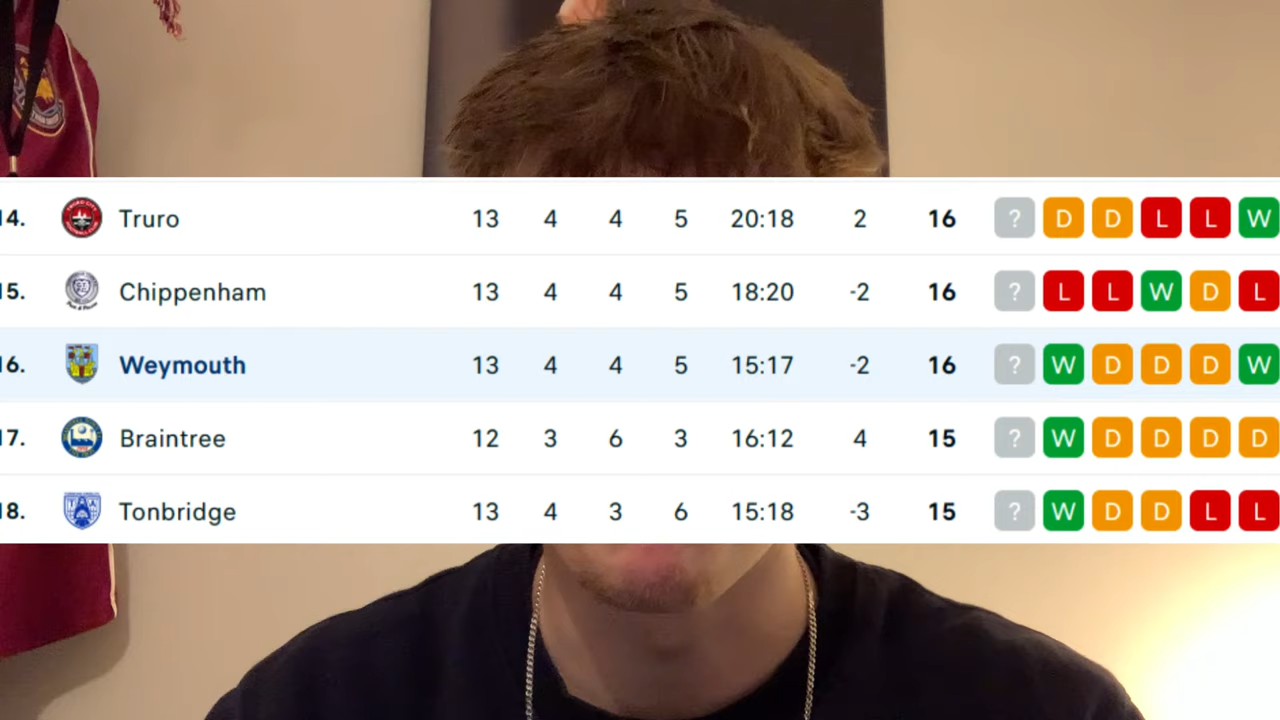 14. Truro 13 4 4 5 20:18 2 16 ? D D L L W
15. Chippenham 13 4 4 5 18:20 -2 16 ? L L W D L
16. Weymouth 13 4 4 5 15:17 -2 16 ? W D D D W
17. Braintree 12 3 6 3 16:12 4 15 ? W D D D D
18. Tonbridge 13 4 3 6 15:18 -3 15 ? W D D L L